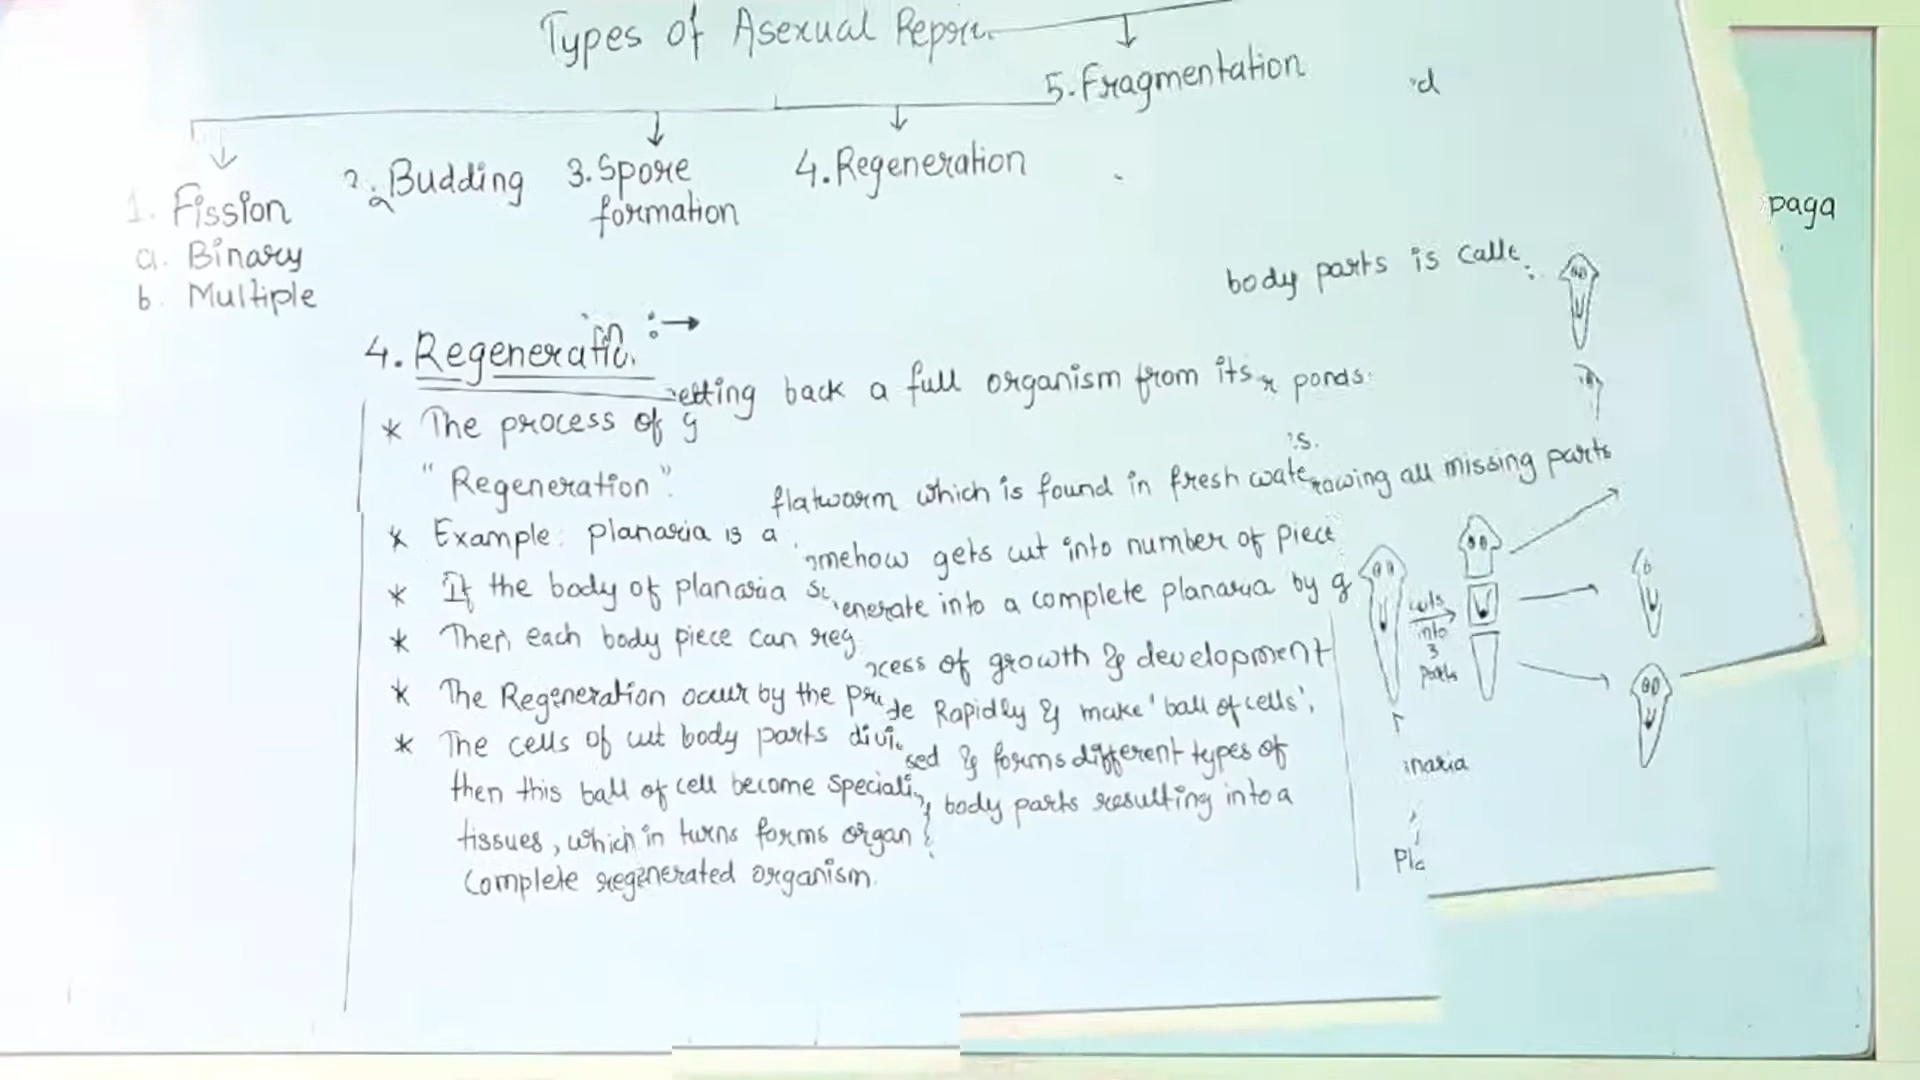 Types of Asexual Repr
5. Fragmentation
d
1. Fission
2. Budding
3. Spore formation
4. Regeneration
a. Binary
b. Multiple
paga
4. Regenerati :→
* The process of getting back a full organism from its body parts is calle
"Regeneration".
* Example: planaria is a flatworm which is found in fresh wate ponds.
* If the body of planaria somehow gets cut into number of piece s.
* Then each body piece can regenerate into a complete planaria by growing all missing parts
* The Regeneration occur by the process of growth & development
* The cells of cut body parts divide Rapidly & make 'ball of cells',
then this ball of cell become specialised & forms different types of
tissues, which in turns forms organ & body parts resulting into a
Complete regenerated organism.
cuts
into
3
parts
naria
Pla